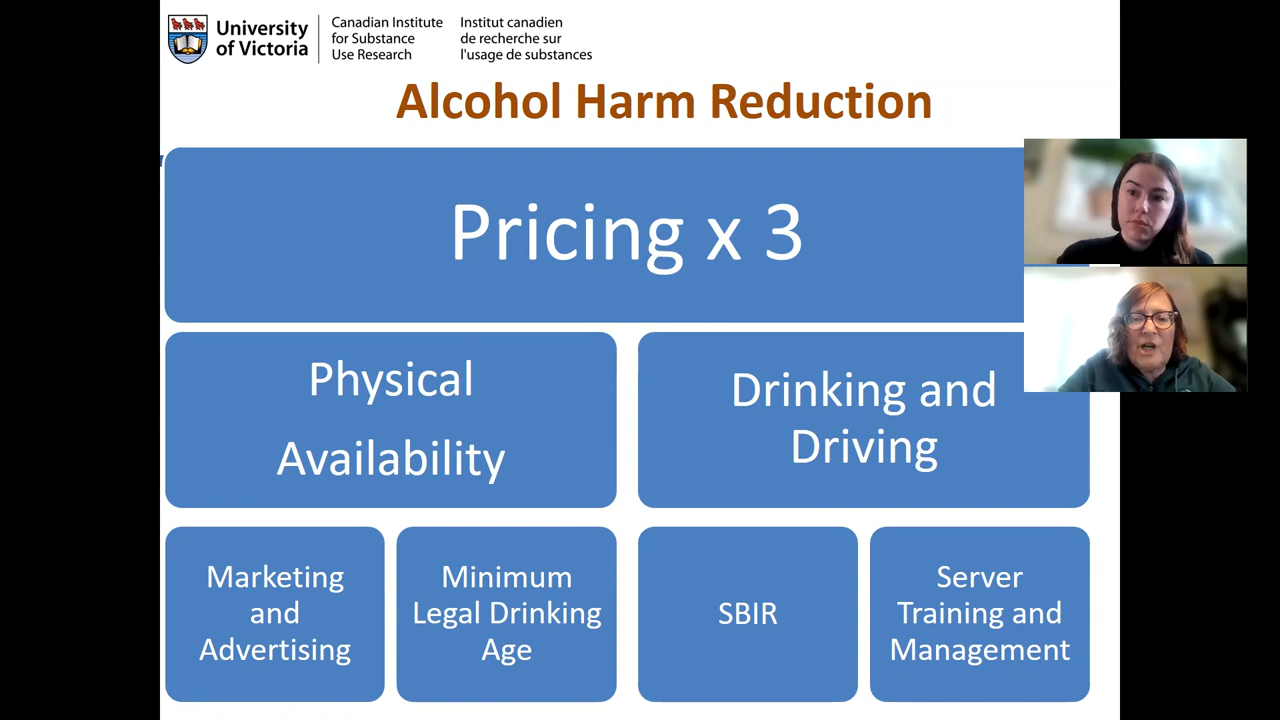 University
of Victoria
Canadian Institute
for Substance
Use Research
Institut canadien
de recherche sur
l'usage de substances
Alcohol Harm Reduction
Pricing x 3
Physical
Availability
Drinking and
Driving
Marketing
and
Advertising
Minimum
Legal Drinking
Age
SBIR
Server
Training and
Management